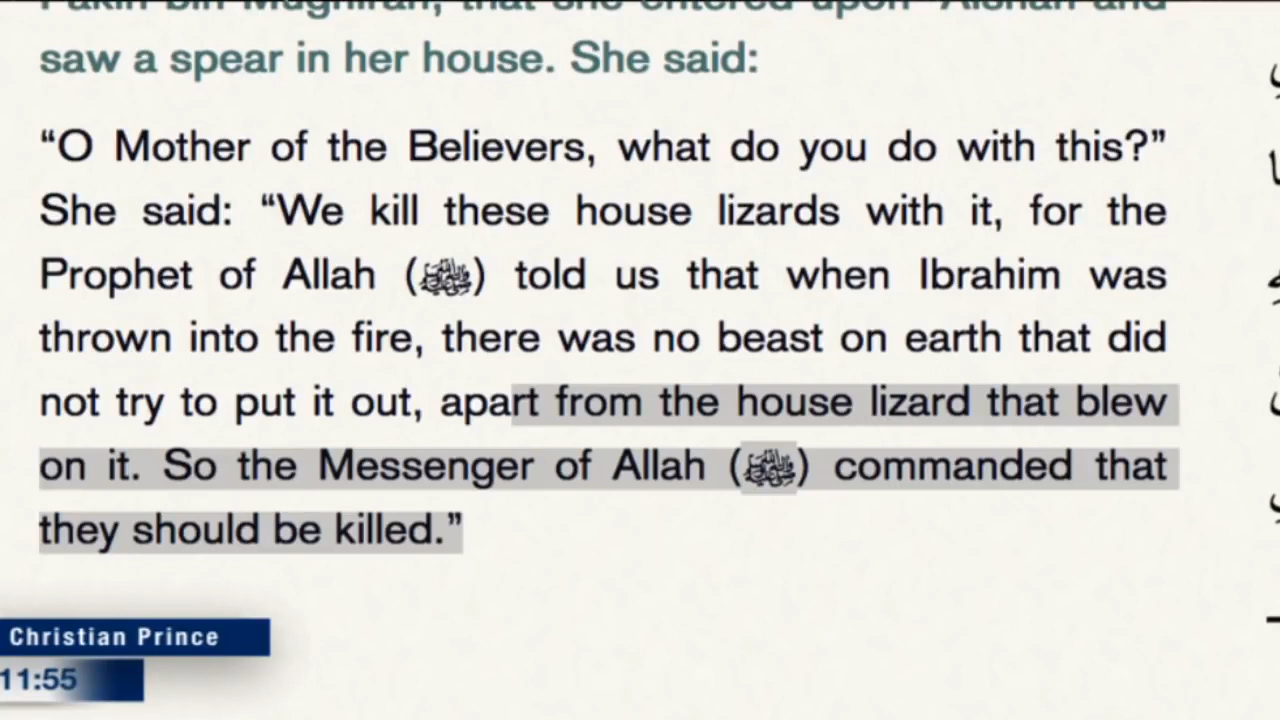 saw a spear in her house. She said:
“O Mother of the Believers, what do you do with this?”
She said: “We kill these house lizards with it, for the
Prophet of Allah (ﷺ) told us that when Ibrahim was
thrown into the fire, there was no beast on earth that did
not try to put it out, apart from the house lizard that blew
on it. So the Messenger of Allah (ﷺ) commanded that
they should be killed.”
Christian Prince
11:55